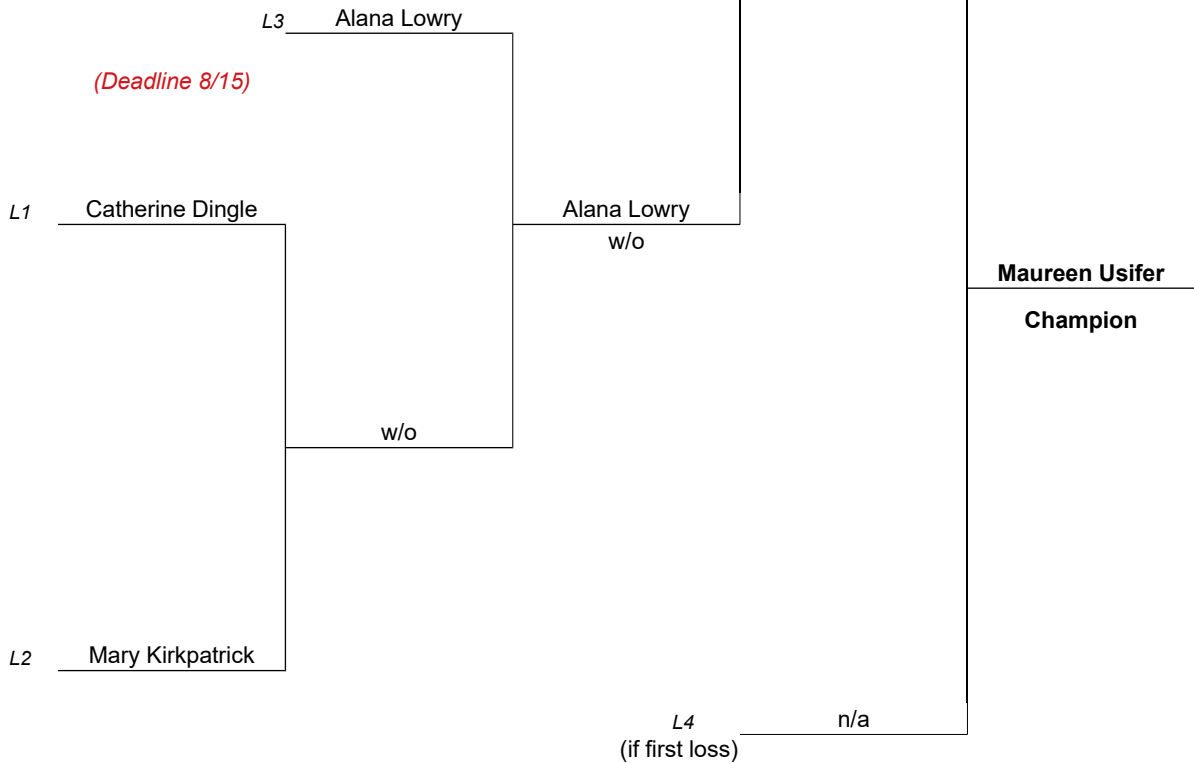 L3 Alana Lowry
(Deadline 8/15)
L1 Catherine Dingle
Alana Lowry
w/o
Maureen Usifer
Champion
w/o
L2 Mary Kirkpatrick
L4 n/a
(if first loss)